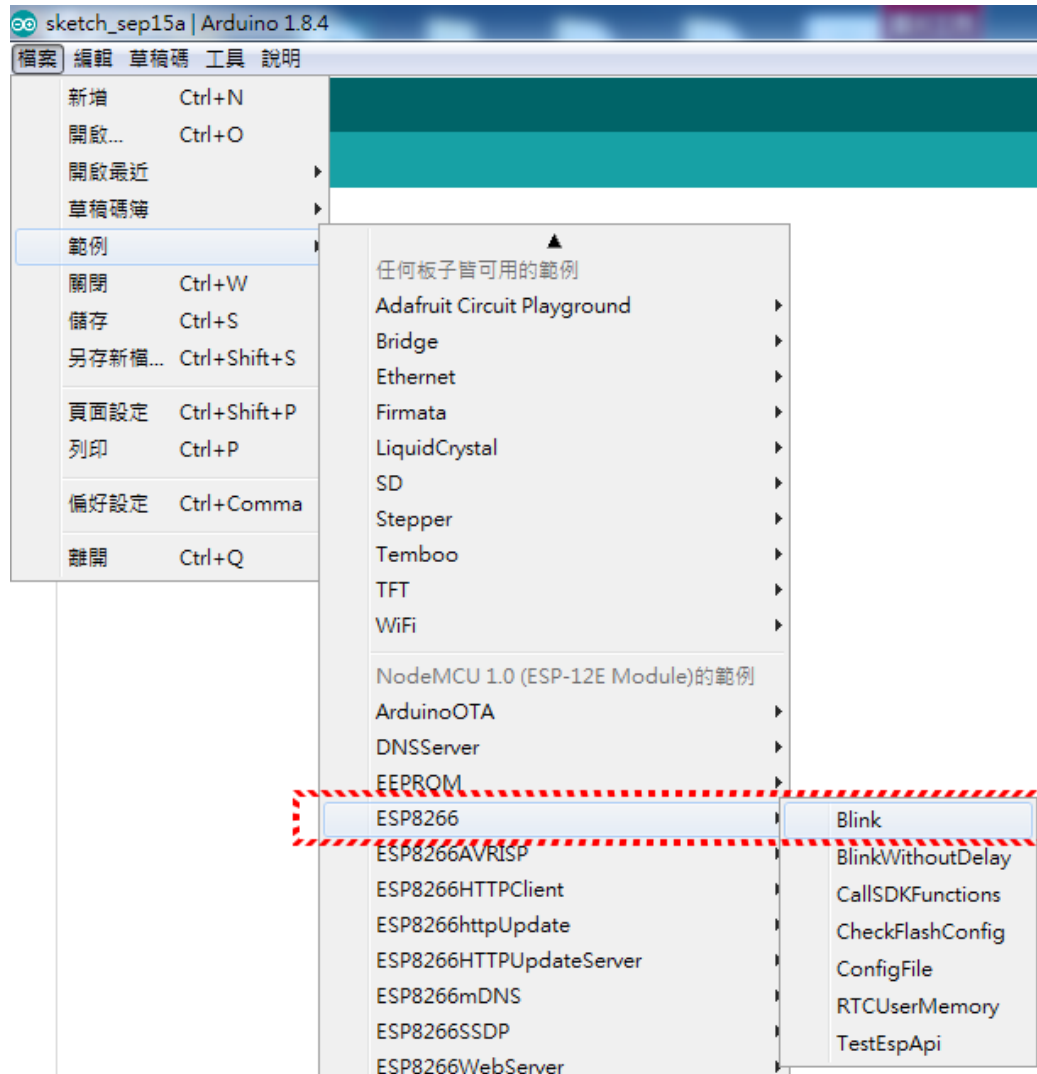 sketch_sep15a | Arduino 1.8.4
檔案 編輯 草稿碼 工具 說明
新增 Ctrl+N
開啟... Ctrl+O
開啟最近
草稿碼簿
範例
關閉 Ctrl+W
儲存 Ctrl+S
另存新檔... Ctrl+Shift+S
頁面設定 Ctrl+Shift+P
列印 Ctrl+P
偏好設定 Ctrl+Comma
離開 Ctrl+Q
任何板子皆可用的範例
Adafruit Circuit Playground
Bridge
Ethernet
Firmata
LiquidCrystal
SD
Stepper
Temboo
TFT
WiFi
NodeMCU 1.0 (ESP-12E Module)的範例
ArduinoOTA
DNSServer
EEPROM
ESP8266
ESP8266AVRISP
ESP8266HTTPClient
ESP8266httpUpdate
ESP8266HTTPUpdateServer
ESP8266mDNS
ESP8266SSDP
ESP8266WebServer
Blink
BlinkWithoutDelay
CallSDKFunctions
CheckFlashConfig
ConfigFile
RTCUserMemory
TestEspApi